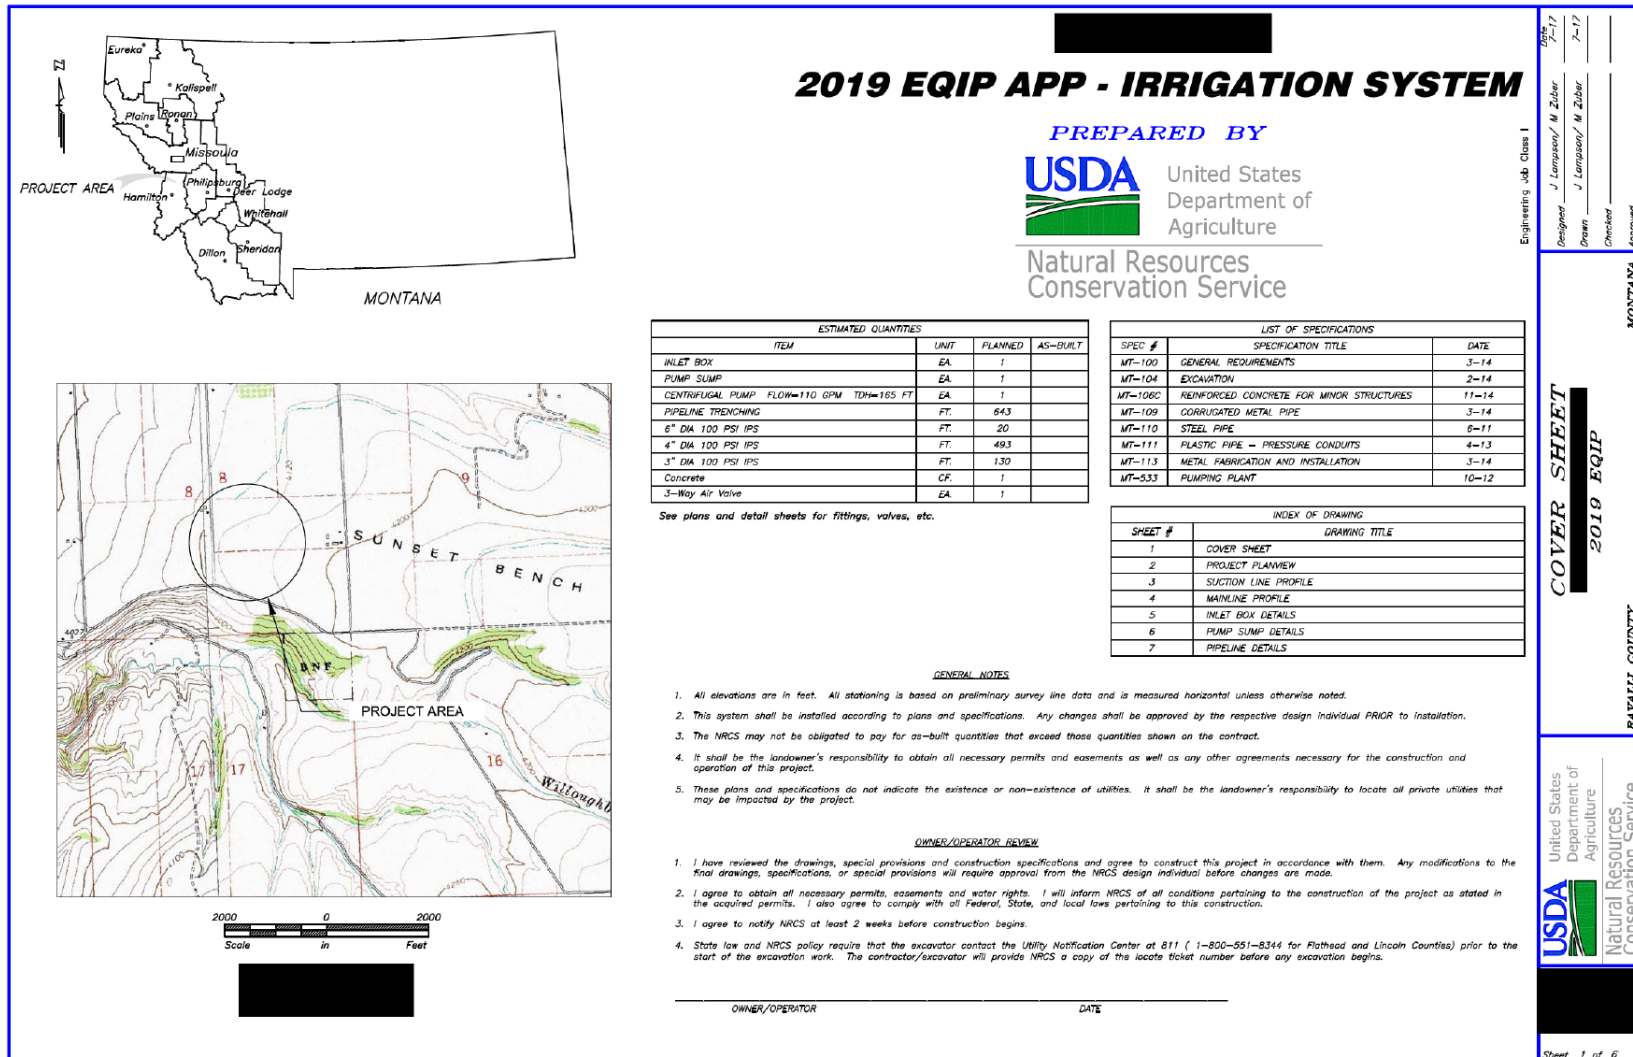 Eureka
Kalispell
Plains
Ronan
Missoula
PROJECT AREA
Philipsburg
Deer Lodge
Hamilton
Whitehall
Dillon
Sheridan
MONTANA
2019 EQIP APP - IRRIGATION SYSTEM
PREPARED BY
USDA
United States
Department of
Agriculture
Natural Resources
Conservation Service
ESTIMATED QUANTITIES
ITEM UNIT PLANNED AS-BUILT
INLET BOX EA. 1
PUMP SUMP EA. 1
CENTRIFUGAL PUMP FLOW=110 GPM TDH=165 FT EA. 1
PIPELINE TRENCHING FT. 643
6" DIA 100 PSI IPS FT. 20
4" DIA 100 PSI IPS FT. 493
3" DIA 100 PSI IPS FT. 130
Concrete CF. 1
3-Way Air Valve EA. 1
See plans and detail sheets for fittings, valves, etc.
LIST OF SPECIFICATIONS
SPEC # SPECIFICATION TITLE DATE
MT-100 GENERAL REQUIREMENTS 3-14
MT-104 EXCAVATION 2-14
MT-106C REINFORCED CONCRETE FOR MINOR STRUCTURES 11-14
MT-109 CORRUGATED METAL PIPE 3-14
MT-110 STEEL PIPE 6-11
MT-111 PLASTIC PIPE - PRESSURE CONDUITS 4-13
MT-113 METAL FABRICATION AND INSTALLATION 3-14
MT-533 PUMPING PLANT 10-12
INDEX OF DRAWING
SHEET # DRAWING TITLE
1 COVER SHEET
2 PROJECT PLANVIEW
3 SUCTION LINE PROFILE
4 MAINLINE PROFILE
5 INLET BOX DETAILS
6 PUMP SUMP DETAILS
7 PIPELINE DETAILS
8 8 9
4120
4200
4200
SUNSET
BENCH
4000
4200
BNF
PROJECT AREA
17 17 16
Willoughb
4100
2000 0 2000
Scale in Feet
GENERAL NOTES
1. All elevations are in feet. All stationing is based on preliminary survey line data and is measured horizontal unless otherwise noted.
2. This system shall be installed according to plans and specifications. Any changes shall be approved by the respective design individual PRIOR to installation.
3. The NRCS may not be obligated to pay for as-built quantities that exceed those quantities shown on the contract.
4. It shall be the landowner's responsibility to obtain all necessary permits and easements as well as any other agreements necessary for the construction and
operation of this project.
5. These plans and specifications do not indicate the existence or non-existence of utilities. It shall be the landowner's responsibility to locate all private utilities that
may be impacted by the project.
OWNER/OPERATOR REVIEW
1. I have reviewed the drawings, special provisions and construction specifications and agree to construct this project in accordance with them. Any modifications to the
final drawings, specifications, or special provisions will require approval from the NRCS design individual before changes are made.
2. I agree to obtain all necessary permits, easements and water rights. I will inform NRCS of all conditions pertaining to the construction of the project as stated in
the acquired permits. I also agree to comply with all Federal, State, and local laws pertaining to this construction.
3. I agree to notify NRCS at least 2 weeks before construction begins.
4. State law and NRCS policy require that the excavator contact the Utility Notification Center at 811 ( 1-800-551-8344 for Flathead and Lincoln Counties) prior to the
start of the excavation work. The contractor/excavator will provide NRCS a copy of the locate ticket number before any excavation begins.
OWNER/OPERATOR DATE
Engineering Job Class I
Date
Designed J Lampson/ M Zuber 7-17
Drawn J Lampson/ M Zuber 7-17
Checked
Approved
COVER SHEET
2019 EQIP
RAVALLI COUNTY MONTANA
USDA
United States
Department of
Agriculture
Natural Resources
Conservation Service
Sheet 1 of 6